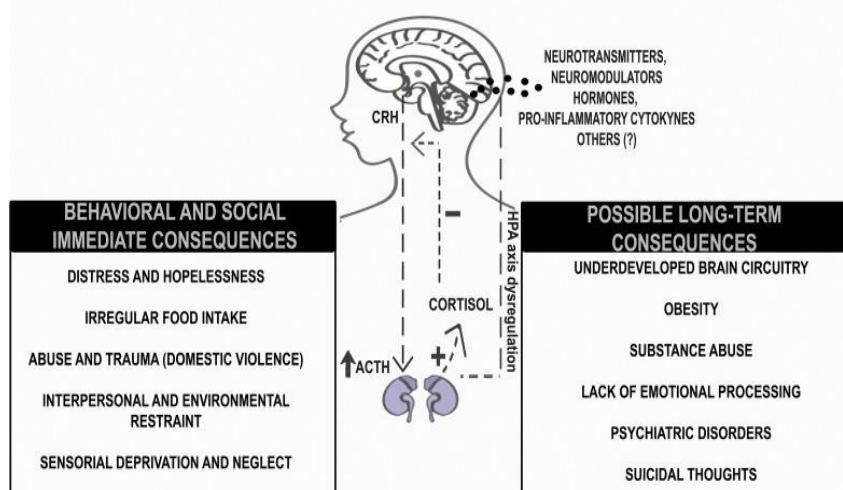 NEUROTRANSMITTERS,
NEUROMODULATORS
HORMONES,
PRO-INFLAMMATORY CYTOKYNES
OTHERS (?)
CRH
BEHAVIORAL AND SOCIAL
IMMEDIATE CONSEQUENCES
DISTRESS AND HOPELESSNESS
IRREGULAR FOOD INTAKE
ABUSE AND TRAUMA (DOMESTIC VIOLENCE)
INTERPERSONAL AND ENVIRONMENTAL
RESTRAINT
SENSORIAL DEPRIVATION AND NEGLECT
-
CORTISOL
+
ACTH
HPA axis dysregulation
POSSIBLE LONG-TERM
CONSEQUENCES
UNDERDEVELOPED BRAIN CIRCUITRY
OBESITY
SUBSTANCE ABUSE
LACK OF EMOTIONAL PROCESSING
PSYCHIATRIC DISORDERS
SUICIDAL THOUGHTS